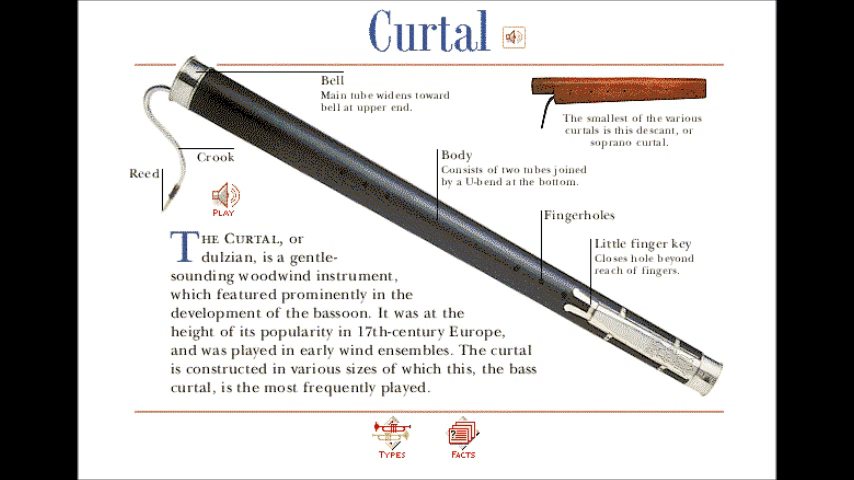 Curtal
Bell
Main tube widens toward
bell at upper end.
The smallest of the various
curtals is this descant, or
soprano curtal.
Crook
Reed
Body
Consists of two tubes joined
by a U-bend at the bottom.
PLAY
Fingerholes
Little finger key
Closes hole beyond
reach of fingers.
THE CURTAL, or
dulzian, is a gentle-
sounding woodwind instrument,
which featured prominently in the
development of the bassoon. It was at the
height of its popularity in 17th-century Europe,
and was played in early wind ensembles. The curtal
is constructed in various sizes of which this, the bass
curtal, is the most frequently played.
TYPES
FACTS